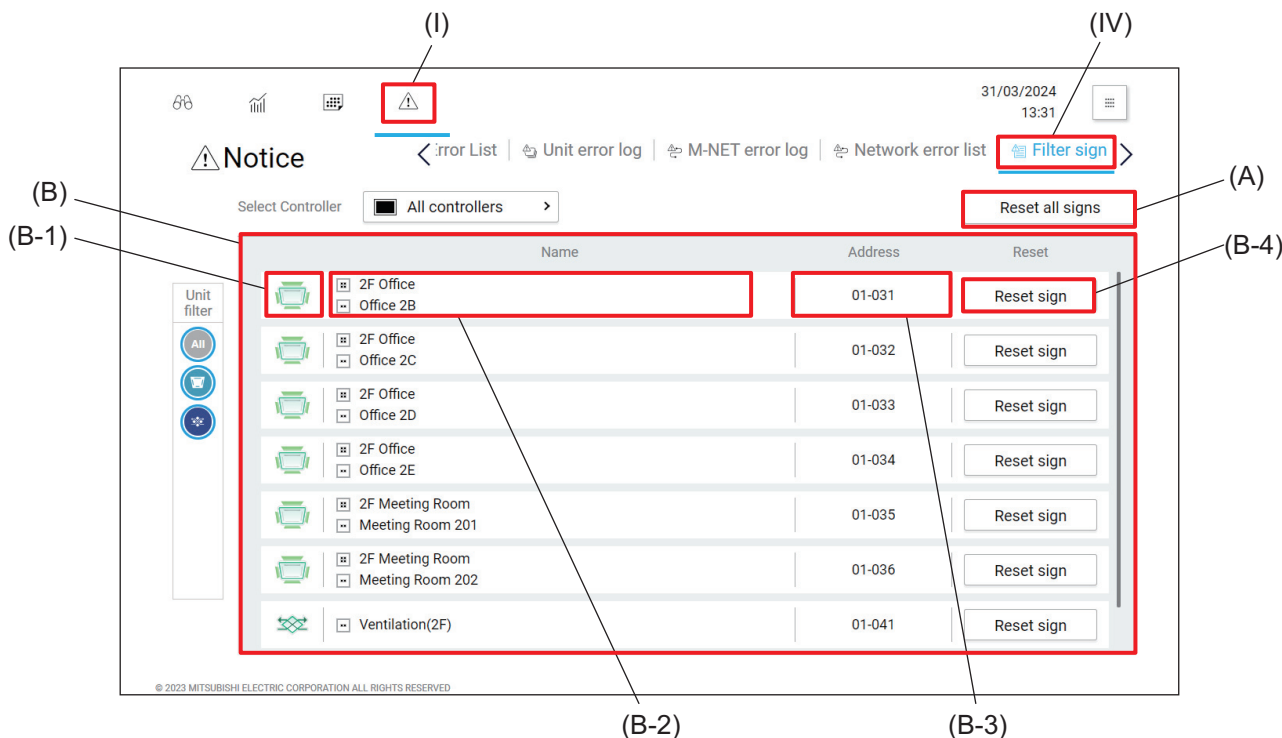 (I)
(IV)
31/03/2024
13:31
Notice
rror List
Unit error log
M-NET error log
Network error list
Filter sign
(A)
(B)
Select Controller
All controllers
Reset all signs
(B-1)
(B-4)
Name
Address
Reset
Unit
filter
All
2F Office
Office 2B
01-031
Reset sign
2F Office
Office 2C
01-032
Reset sign
2F Office
Office 2D
01-033
Reset sign
2F Office
Office 2E
01-034
Reset sign
2F Meeting Room
Meeting Room 201
01-035
Reset sign
2F Meeting Room
Meeting Room 202
01-036
Reset sign
Ventilation(2F)
01-041
Reset sign
© 2023 MITSUBISHI ELECTRIC CORPORATION ALL RIGHTS RESERVED
(B-2)
(B-3)